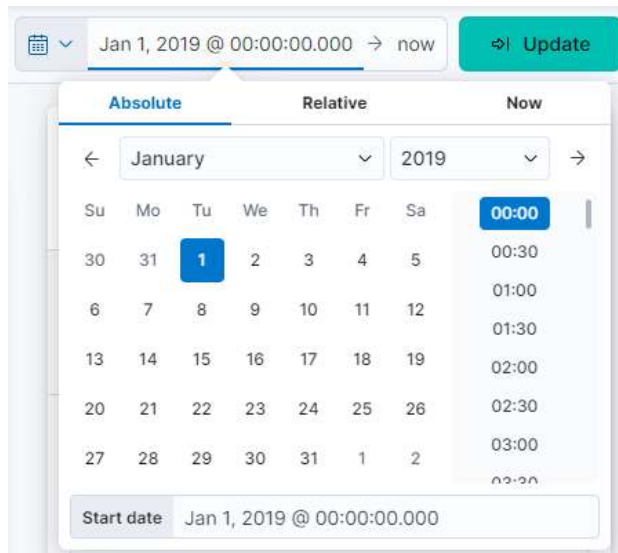 Jan 1, 2019 @ 00:00:00.000 → now Update
Absolute Relative Now
← January 2019 →
Su Mo Tu We Th Fr Sa 00:00
30 31 1 2 3 4 5 00:30
01:00
6 7 8 9 10 11 12
01:30
13 14 15 16 17 18 19 02:00
20 21 22 23 24 25 26 02:30
03:00
27 28 29 30 31 1 2
03:30
Start date Jan 1, 2019 @ 00:00:00.000